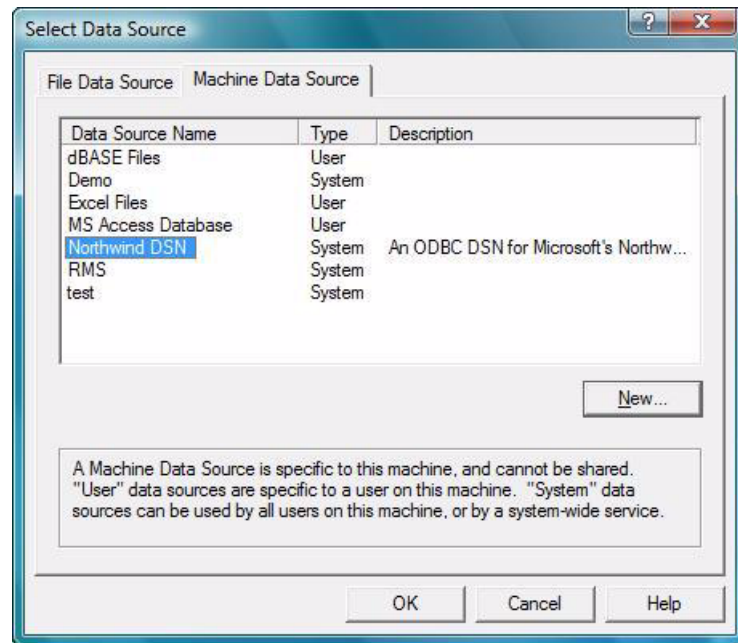 Select Data Source
?
X
File Data Source Machine Data Source
Data Source Name Type Description
dBASE Files User
Demo System
Excel Files User
MS Access Database User
Northwind DSN System An ODBC DSN for Microsoft's Northw...
RMS System
test System
New...
A Machine Data Source is specific to this machine, and cannot be shared.
"User" data sources are specific to a user on this machine. "System" data
sources can be used by all users on this machine, or by a system-wide service.
OK Cancel Help